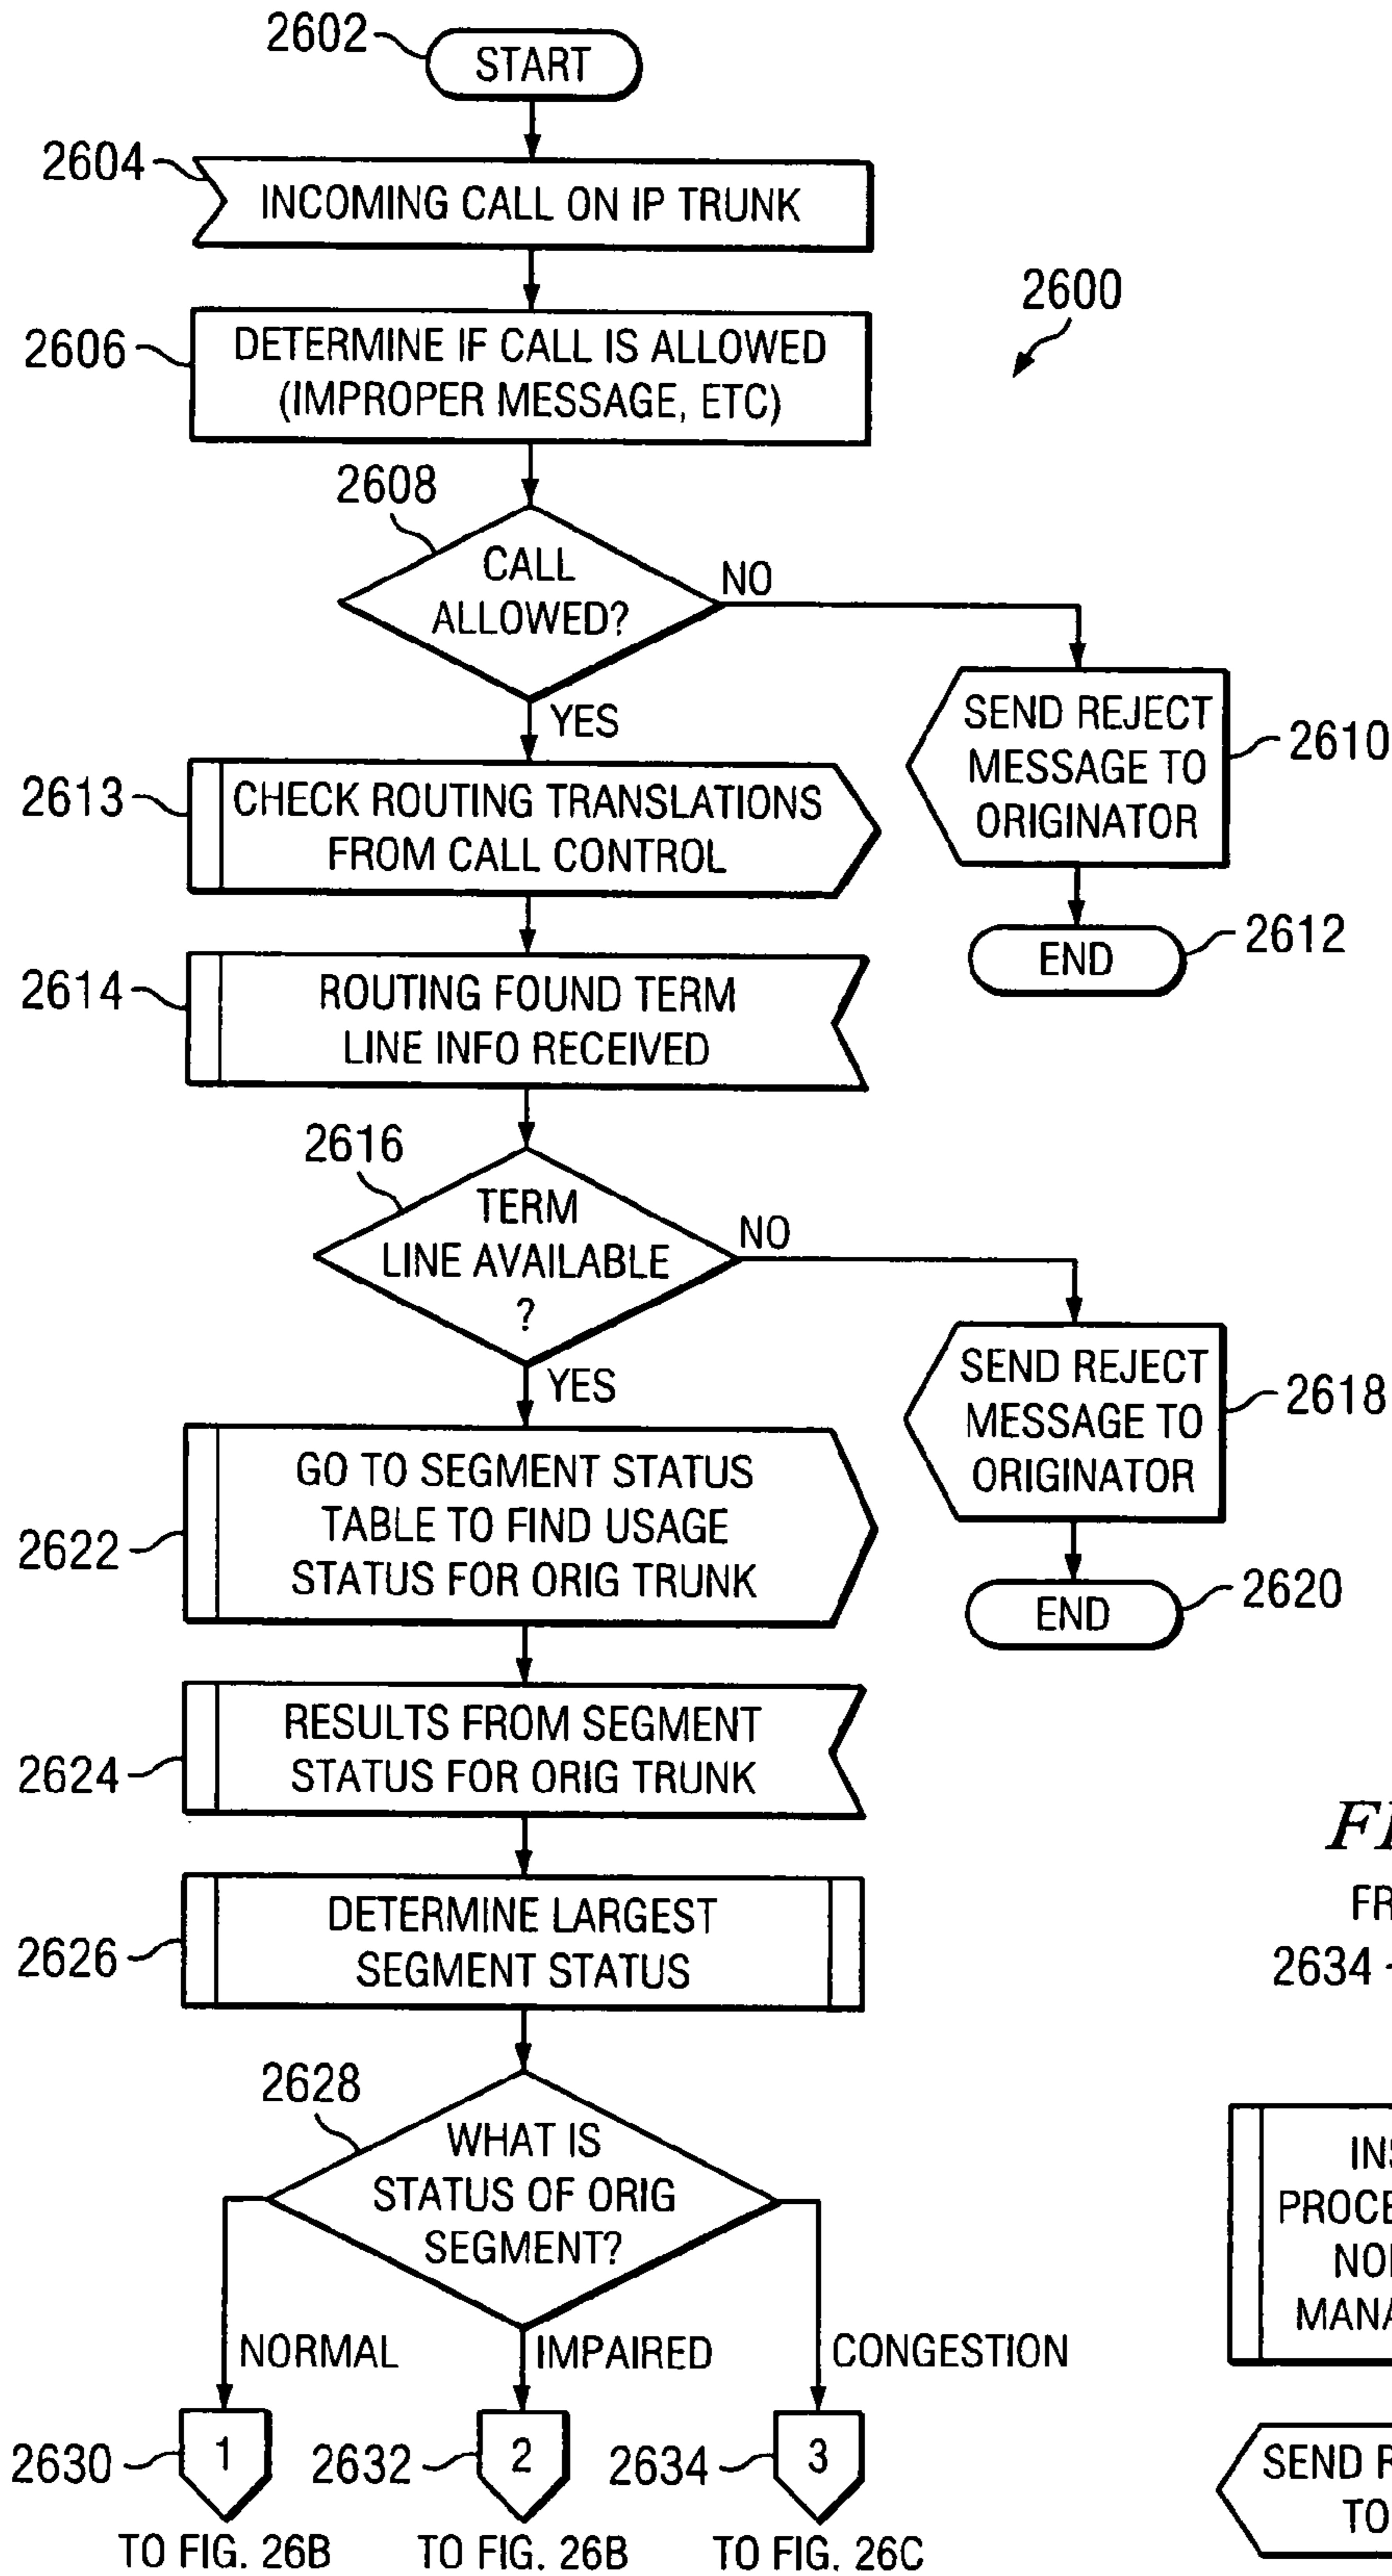 2602
START
2604
INCOMING CALL ON IP TRUNK
2600
2606
DETERMINE IF CALL IS ALLOWED
(IMPROPER MESSAGE, ETC)
2608
CALL
ALLOWED?
NO
YES
SEND REJECT
MESSAGE TO
ORIGINATOR
2610
END
2612
2613
CHECK ROUTING TRANSLATIONS
FROM CALL CONTROL
2614
ROUTING FOUND TERM
LINE INFO RECEIVED
2616
TERM
LINE AVAILABLE
?
NO
YES
SEND REJECT
MESSAGE TO
ORIGINATOR
2618
END
2620
2622
GO TO SEGMENT STATUS
TABLE TO FIND USAGE
STATUS FOR ORIG TRUNK
2624
RESULTS FROM SEGMENT
STATUS FOR ORIG TRUNK
2626
DETERMINE LARGEST
SEGMENT STATUS
2628
WHAT IS
STATUS OF ORIG
SEGMENT?
NORMAL
IMPAIRED
CONGESTION
2630
1
2632
2
2634
3
TO FIG. 26B
TO FIG. 26B
TO FIG. 26C
2634
SEND
TO